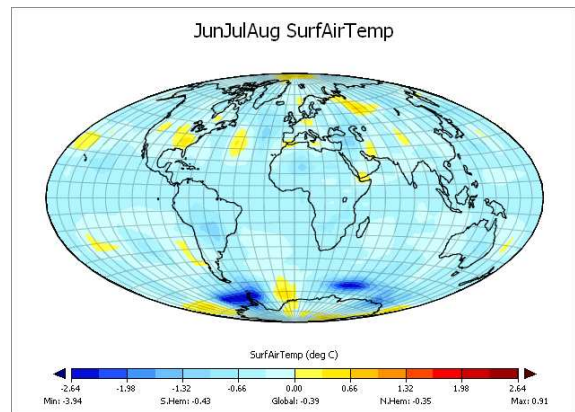 JunJulAug SurfAirTemp
SurfAirTemp (deg C)
-2.64 -1.98 -1.32 -0.66 0.00 0.66 1.32 1.98 2.64
Min: -3.94 S.Hem: -0.43 Global: -0.39 N.Hem: -0.35 Max: 0.91